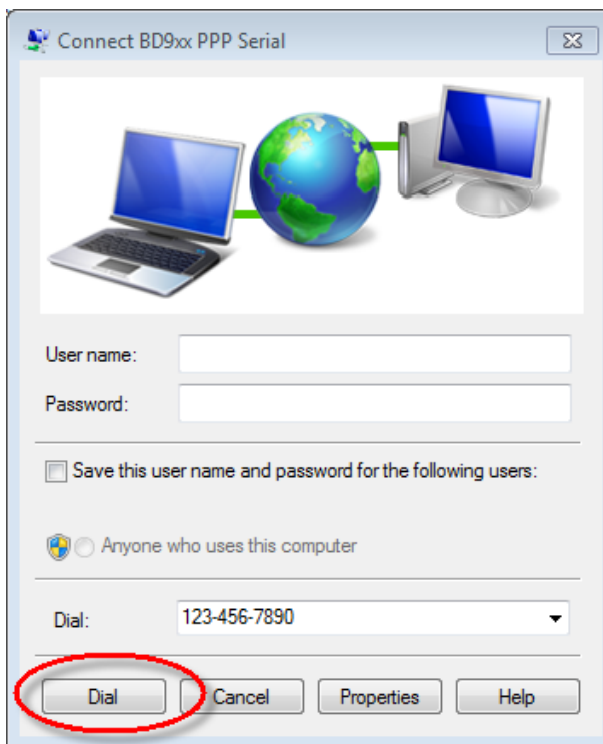 Connect BD9xx PPP Serial
User name:
Password:
Save this user name and password for the following users:
Anyone who uses this computer
Dial: 123-456-7890
Dial Cancel Properties Help